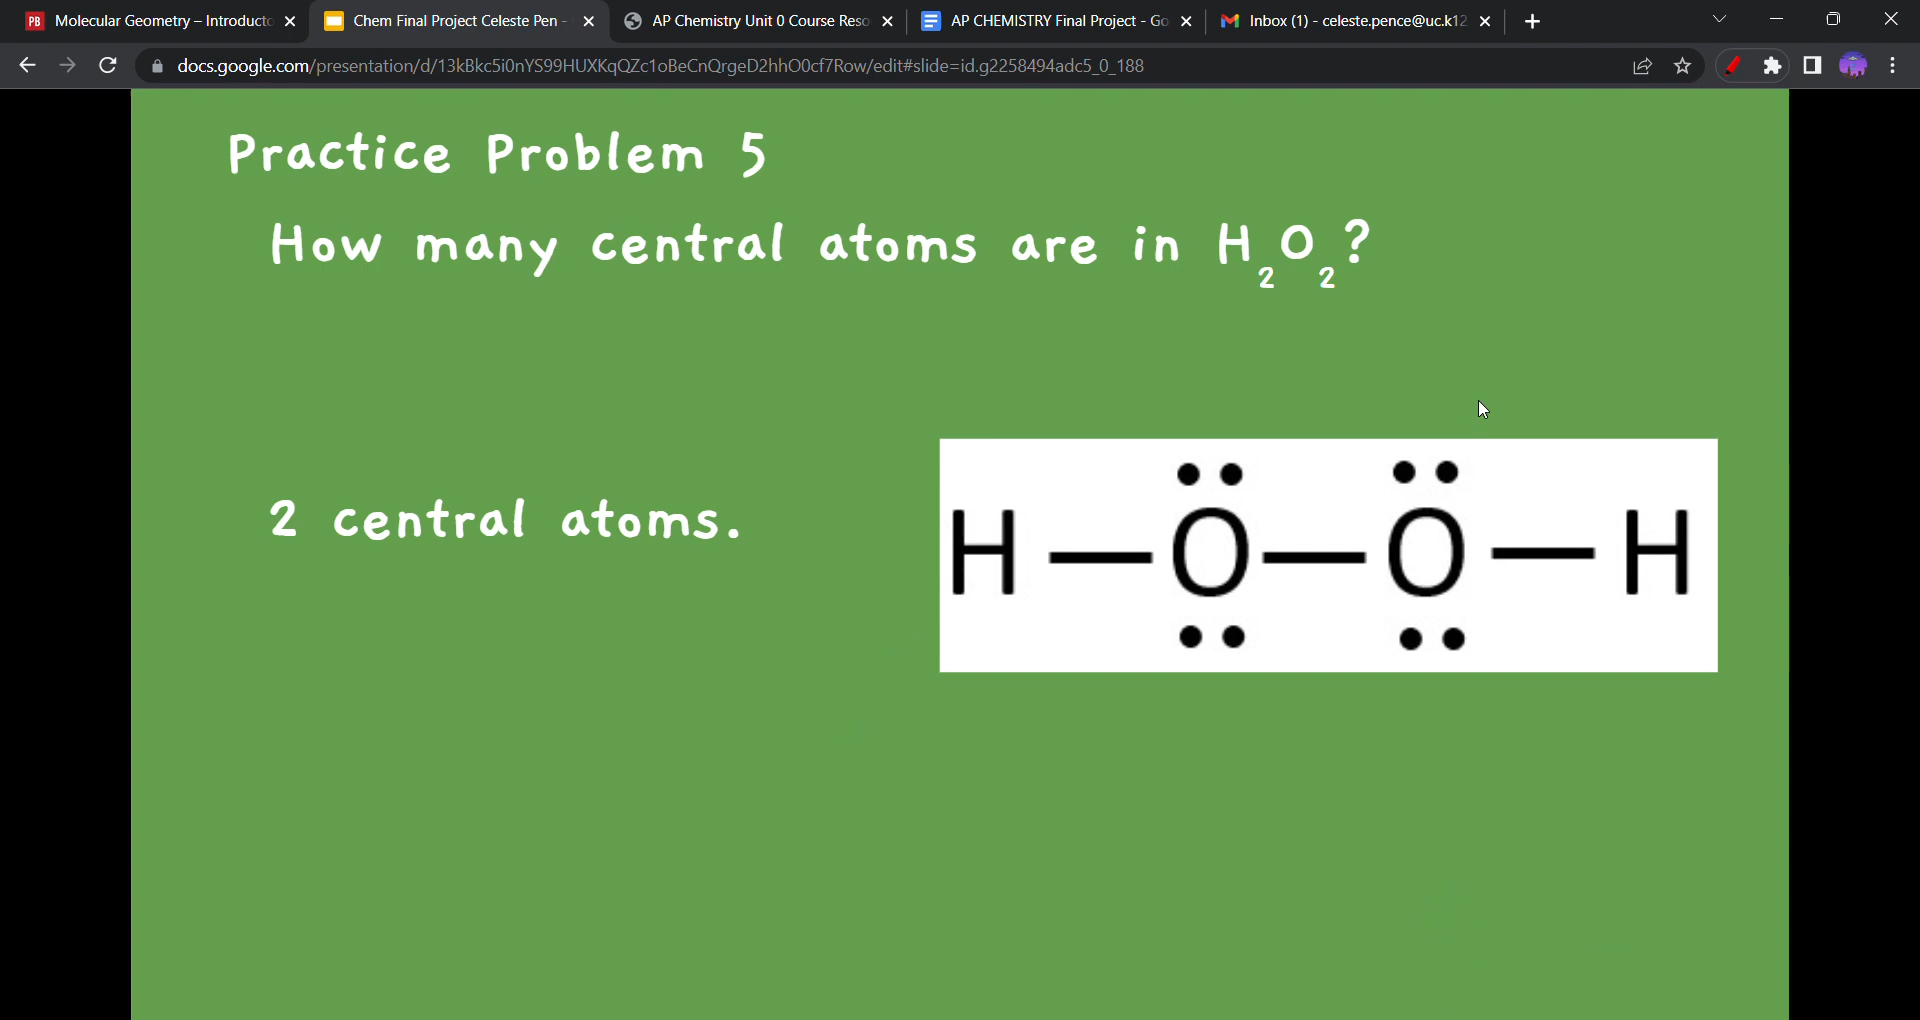 Molecular Geometry – Introducto
Chem Final Project Celeste Pen -
AP Chemistry Unit 0 Course Reso
AP CHEMISTRY Final Project - Go
Inbox (1) - celeste.pence@uc.k12
docs.google.com/presentation/d/13kBkc5i0nYS99HUXKqQZc1oBeCnQrgeD2hhO0cf7Row/edit#slide=id.g2258494adc5_0_188
Practice Problem 5
How many central atoms are in H₂O₂?
2 central atoms.
H — O — O — H